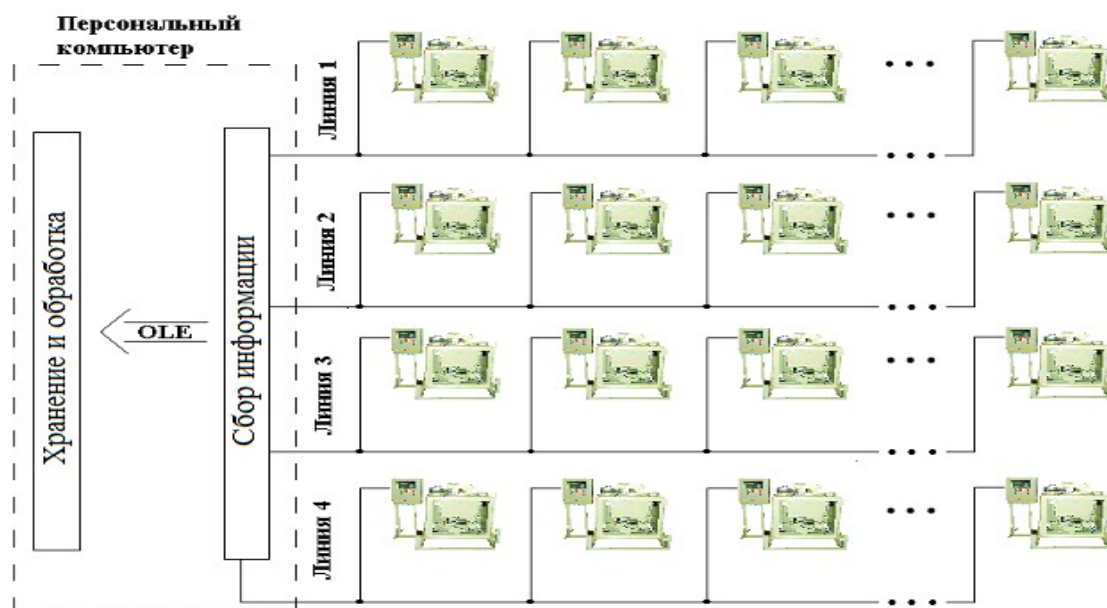 Персональный
компьютер
Хранение и обработка
OLE
Сбор информации
Линия 1
Линия 2
Линия 3
Линия 4